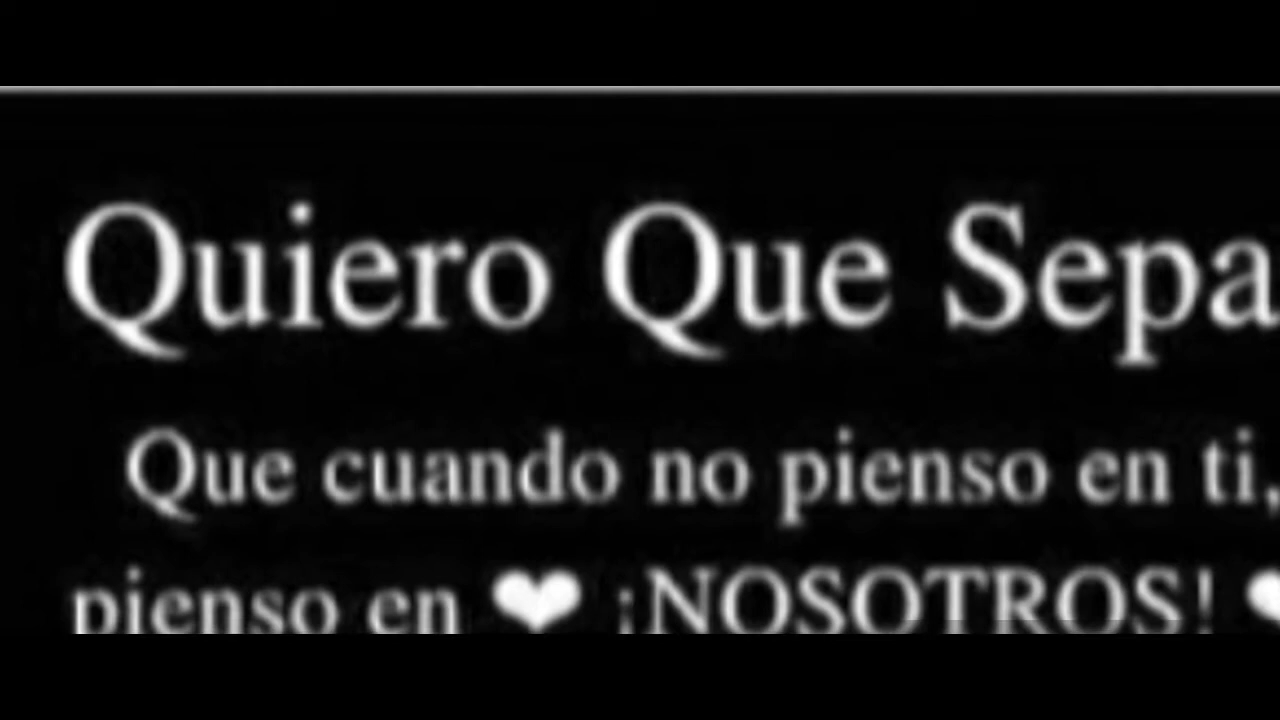 Quiero Que Sepa
Que cuando no pienso en ti,
pienso en ❤ ¡NOSOTROS! ❤